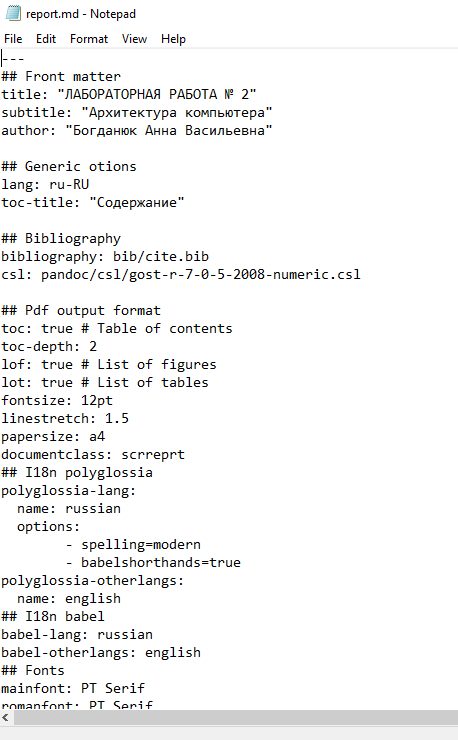 report.md - Notepad
File Edit Format View Help
---
## Front matter
title: "ЛАБОРАТОРНАЯ РАБОТА № 2"
subtitle: "Архитектура компьютера"
author: "Богданюк Анна Васильевна"

## Generic otions
lang: ru-RU
toc-title: "Содержание"

## Bibliography
bibliography: bib/cite.bib
csl: pandoc/csl/gost-r-7-0-5-2008-numeric.csl

## Pdf output format
toc: true # Table of contents
toc-depth: 2
lof: true # List of figures
lot: true # List of tables
fontsize: 12pt
linestretch: 1.5
papersize: a4
documentclass: scrreprt
## I18n polyglossia
polyglossia-lang:
  name: russian
  options:
        - spelling=modern
        - babelshorthands=true
polyglossia-otherlangs:
  name: english
## I18n babel
babel-lang: russian
babel-otherlangs: english
## Fonts
mainfont: PT Serif
romanfont: PT Serif